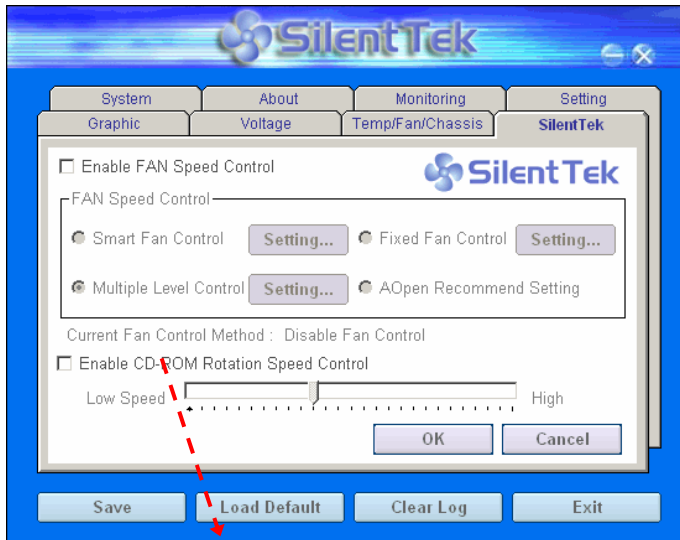 SilentTek
System About Monitoring Setting
Graphic Voltage Temp/Fan/Chassis SilentTek
Enable FAN Speed Control
SilentTek
FAN Speed Control
Smart Fan Control Setting... Fixed Fan Control Setting...
Multiple Level Control Setting... AOpen Recommend Setting
Current Fan Control Method : Disable Fan Control
Enable CD-ROM Rotation Speed Control
Low Speed High
OK Cancel
Save Load Default Clear Log Exit